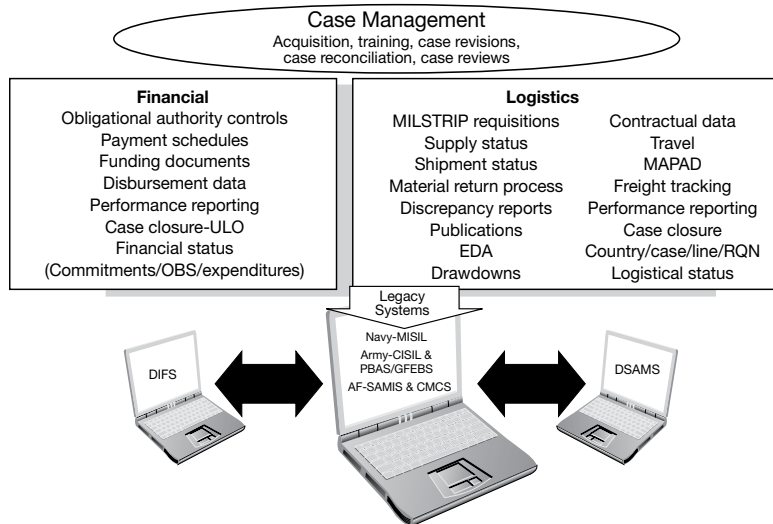 Case Management
Acquisition, training, case revisions,
case reconciliation, case reviews
Financial
Obligational authority controls
Payment schedules
Funding documents
Disbursement data
Performance reporting
Case closure-ULO
Financial status
(Commitments/OBS/expenditures)
Logistics
MILSTRIP requisitions
Supply status
Shipment status
Material return process
Discrepancy reports
Publications
EDA
Drawdowns
Contractual data
Travel
MAPAD
Freight tracking
Performance reporting
Case closure
Country/case/line/RQN
Logistical status
Legacy
Systems
Navy-MISIL
Army-CISIL &
PBAS/GFEBS
AF-SAMIS & CMCS
DIFS
DSAMS